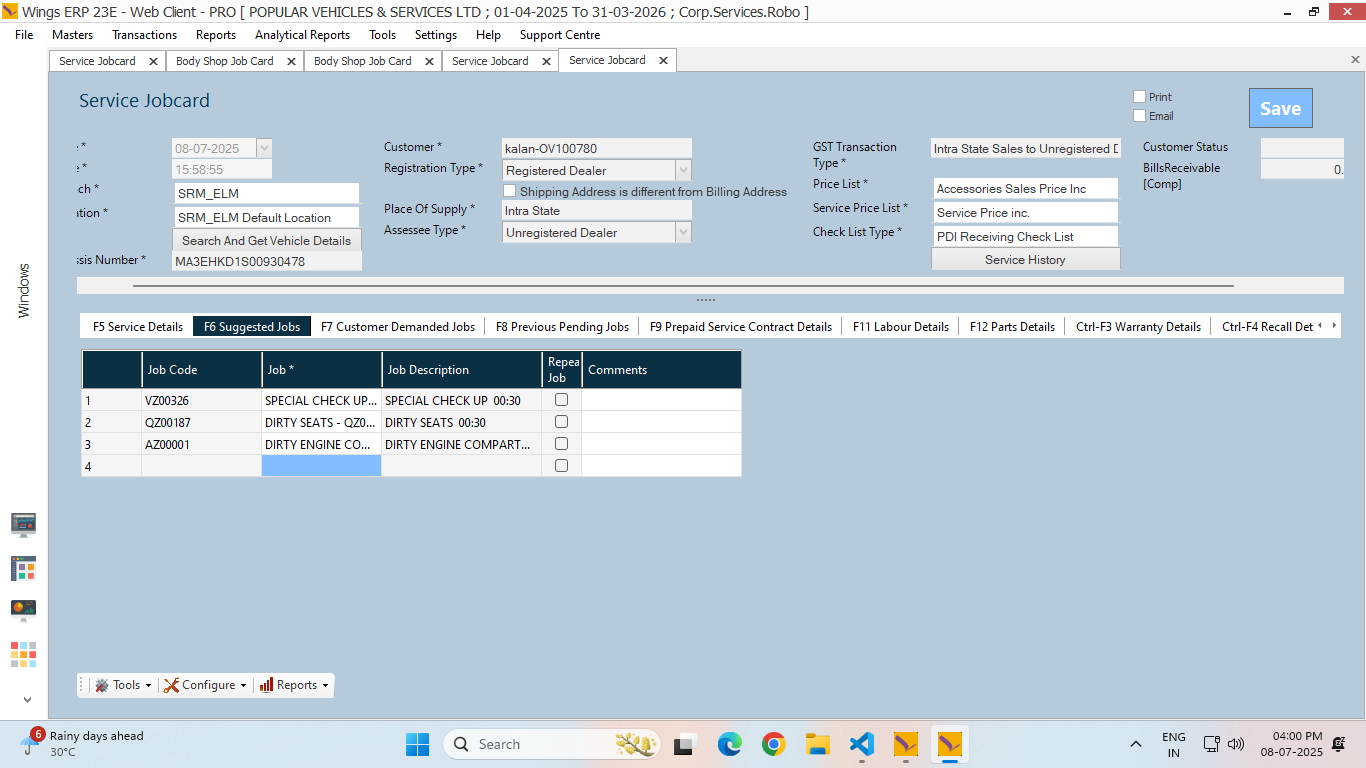 Wings ERP 23E - Web Client - PRO [ POPULAR VEHICLES & SERVICES LTD ; 01-04-2025 To 31-03-2026 ; Corp.Services.Robo ]
File Masters Transactions Reports Analytical Reports Tools Settings Help Support Centre
Service Jobcard Body Shop Job Card Body Shop Job Card Service Jobcard Service Jobcard
Service Jobcard
Print
Email
Save
08-07-2025
15:58:55
SRM_ELM
SRM_ELM Default Location
Search And Get Vehicle Details
MA3EHKD1S00930478
Customer * kalan-OV100780
Registration Type * Registered Dealer
Shipping Address is different from Billing Address
Place Of Supply * Intra State
Assessee Type * Unregistered Dealer
GST Transaction Type * Intra State Sales to Unregistered D
Price List * Accessories Sales Price Inc
Service Price List * Service Price inc.
Check List Type * PDI Receiving Check List
Service History
Customer Status
BillsReceivable [Comp] 0.
Windows
F5 Service Details F6 Suggested Jobs F7 Customer Demanded Jobs F8 Previous Pending Jobs F9 Prepaid Service Contract Details F11 Labour Details F12 Parts Details Ctrl-F3 Warranty Details Ctrl-F4 Recall Det
Job Code Job * Job Description Repea Job Comments
1 VZ00326 SPECIAL CHECK UP... SPECIAL CHECK UP 00:30
2 QZ00187 DIRTY SEATS - QZ0... DIRTY SEATS 00:30
3 AZ00001 DIRTY ENGINE CO... DIRTY ENGINE COMPART...
4
Tools Configure Reports
6
Rainy days ahead
30°C
Search
ENG
IN
04:00 PM
08-07-2025